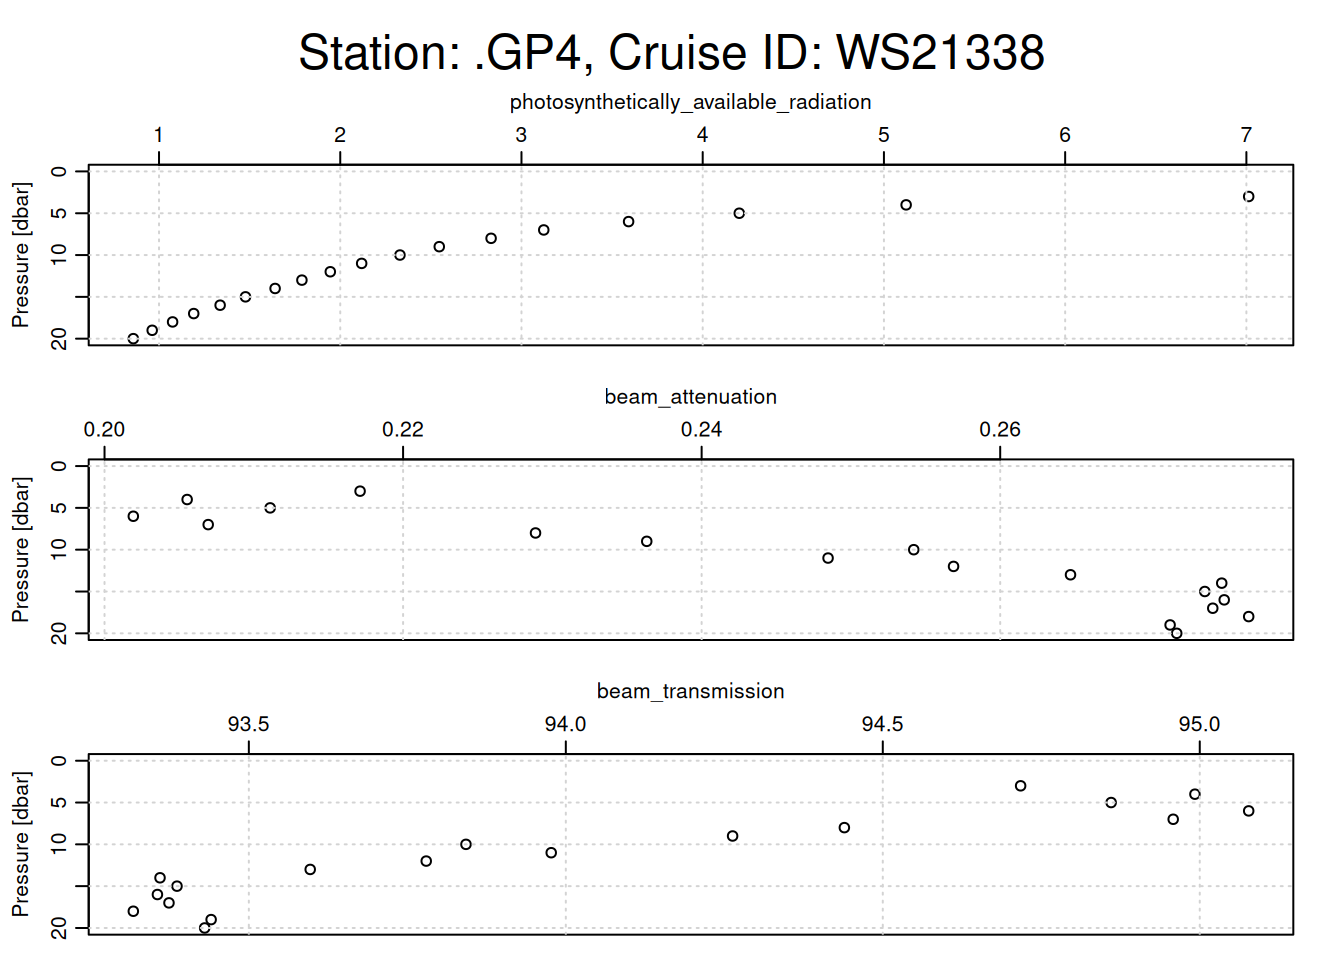 Station: .GP4, Cruise ID: WS21338
photosynthetically_available_radiation
1 2 3 4 5 6 7
Pressure [dbar]
0
5
10
20
beam_attenuation
0.20 0.22 0.24 0.26
Pressure [dbar]
0
5
10
20
beam_transmission
93.5 94.0 94.5 95.0
Pressure [dbar]
0
5
10
20